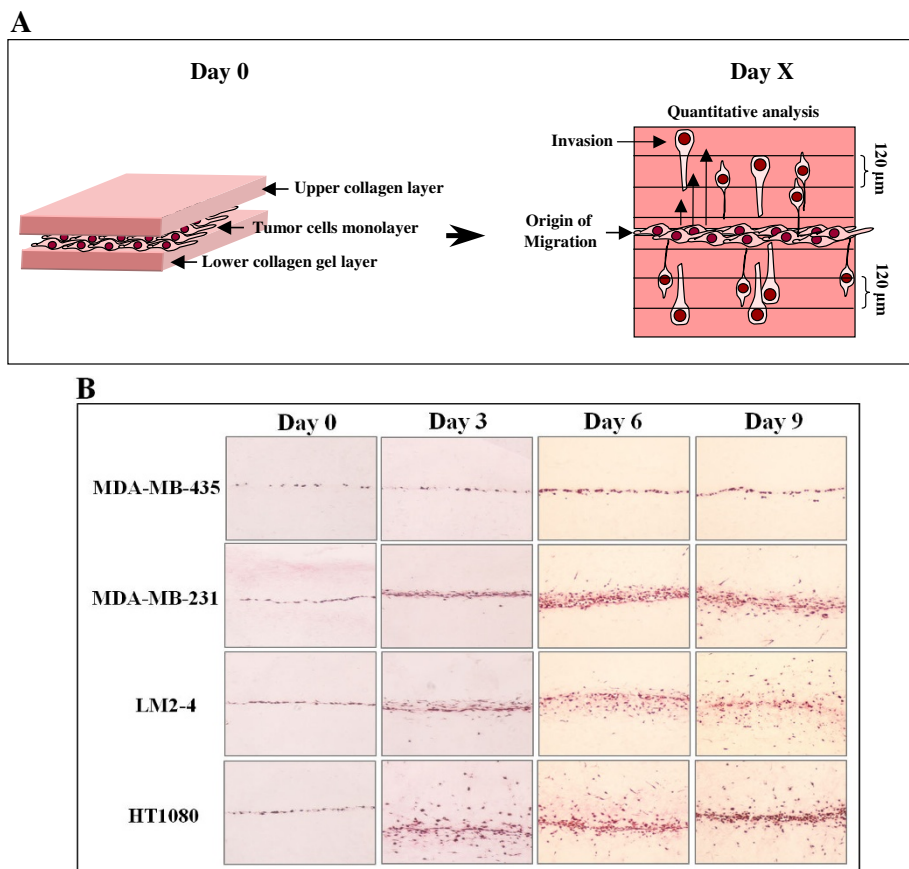 A
Day 0
Day X
Quantitative analysis
Invasion
120 µm
Upper collagen layer
Tumor cells monolayer
Origin of
Migration
Lower collagen gel layer
120 µm
B
Day 0
Day 3
Day 6
Day 9
MDA-MB-435
MDA-MB-231
LM2-4
HT1080